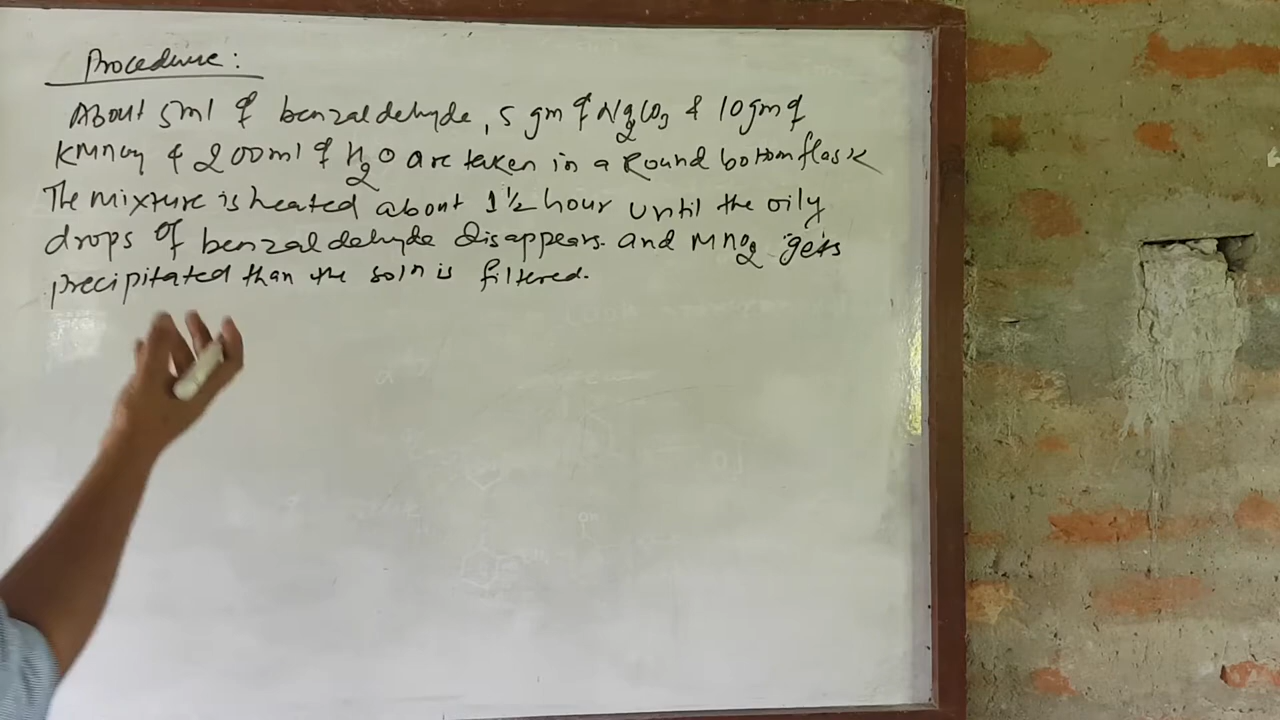 Procedure:
About 5ml of benzaldehyde, 5 gm of Na2CO3 & 10gm of
KMnO4 & 200ml of H2O are taken in a Round bottom flask
The mixture is heated about 1½ hour until the oily
drops of benzaldehyde disappears. and MnO2 gets
precipitated than the soln is filtered.